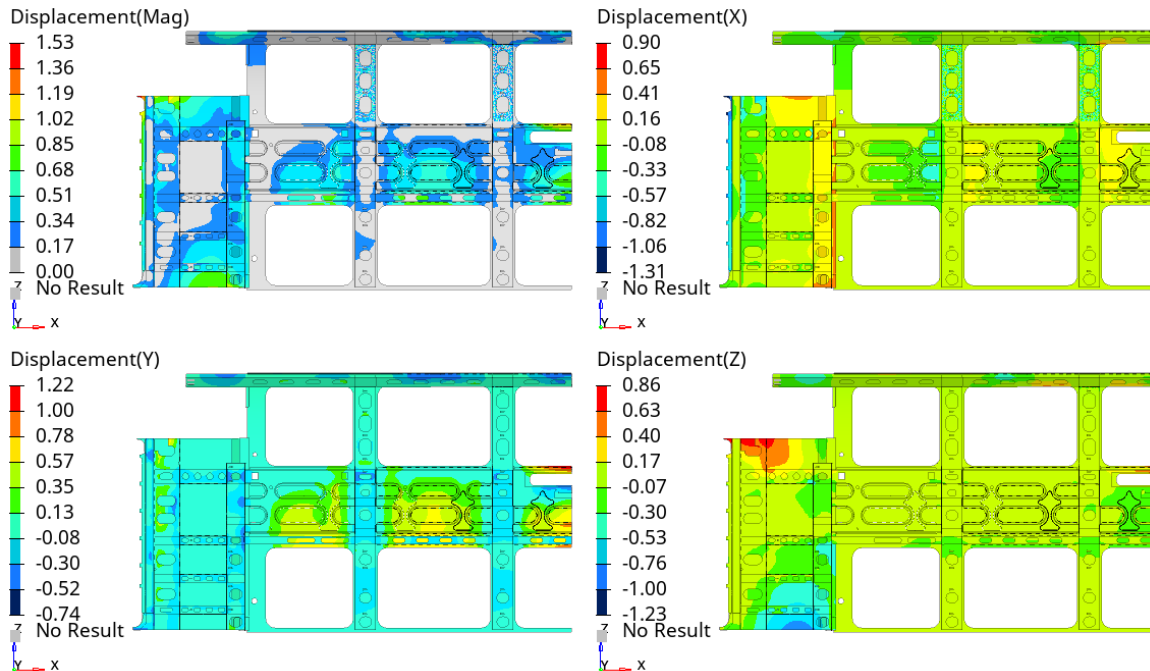 Displacement(Mag)
1.53
1.36
1.19
1.02
0.85
0.68
0.51
0.34
0.17
0.00
No Result
Z
Y
X
Displacement(X)
0.90
0.65
0.41
0.16
-0.08
-0.33
-0.57
-0.82
-1.06
-1.31
No Result
Z
Y
X
Displacement(Y)
1.22
1.00
0.78
0.57
0.35
0.13
-0.08
-0.30
-0.52
-0.74
No Result
Z
Y
X
Displacement(Z)
0.86
0.63
0.40
0.17
-0.07
-0.30
-0.53
-0.76
-1.00
-1.23
No Result
Z
Y
X